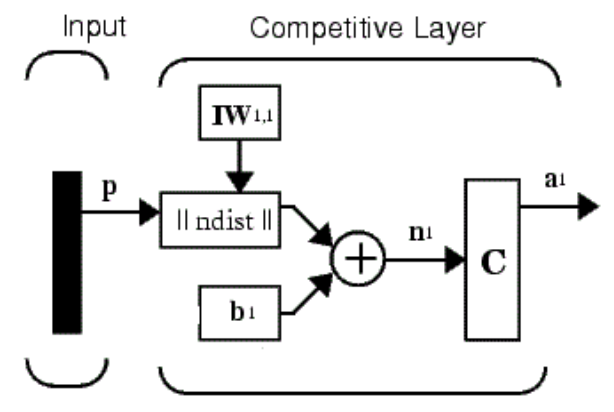 Input Competitive Layer
IW1,1
p
|| ndist ||
a1
n1
+
C
b1